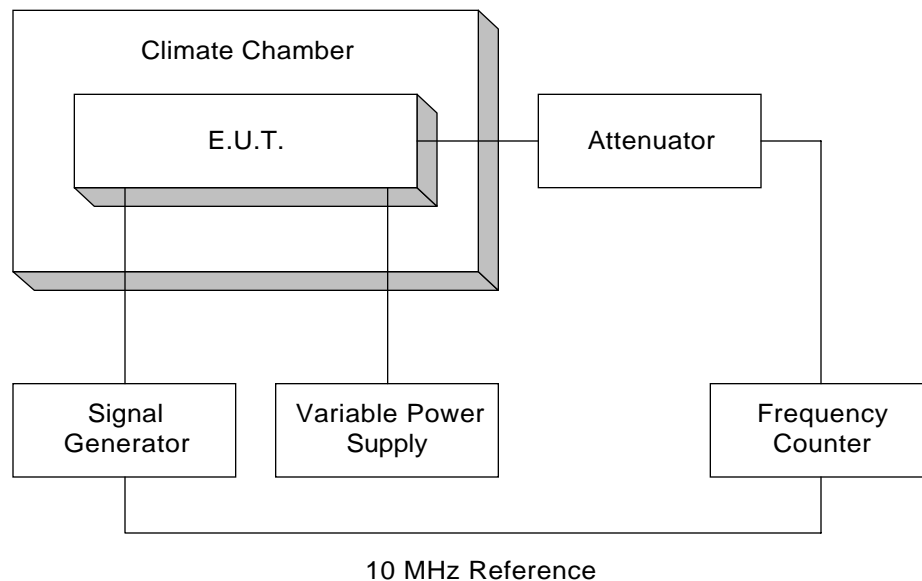 Climate Chamber
E.U.T.
Attenuator
Signal
Generator
Variable Power
Supply
Frequency
Counter
10 MHz Reference